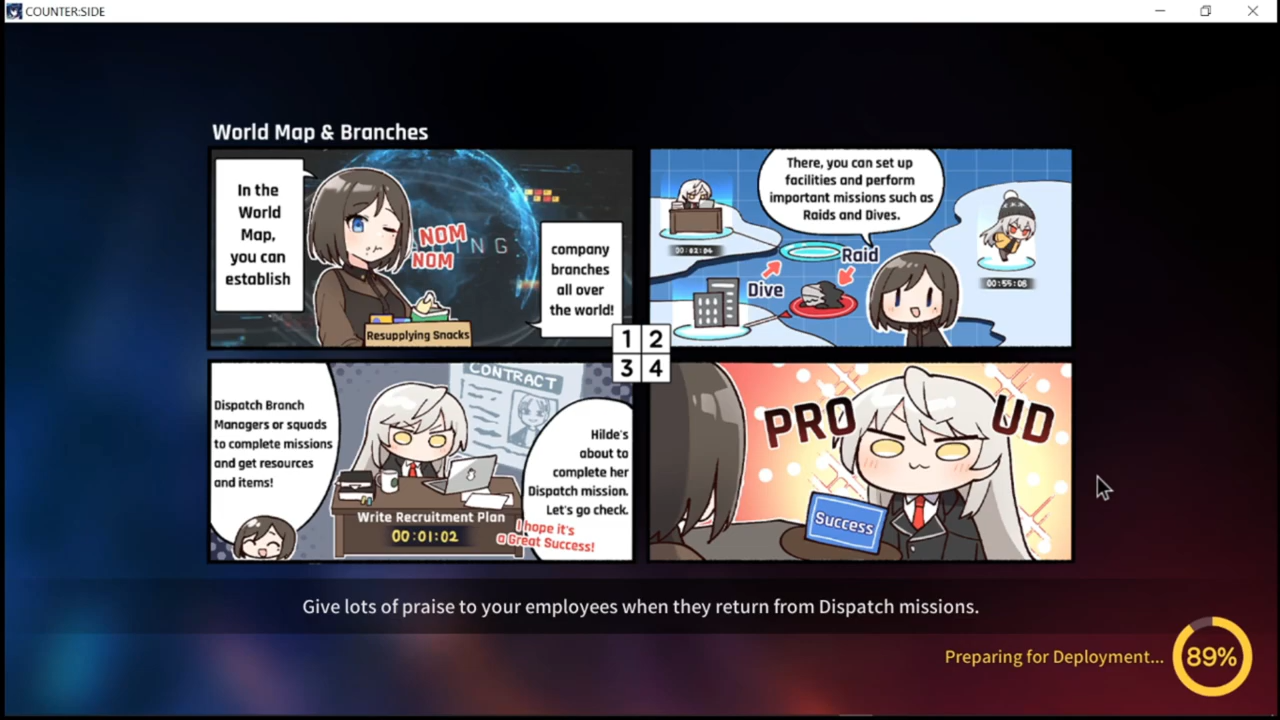 COUNTER:SIDE
World Map & Branches
In the
World
Map,
you can
establish
NOM
NOM
company
branches
all over
the world!
Resupplying Snacks
There, you can set up
facilities and perform
important missions such as
Raids and Dives.
Raid
Dive
00:55:06
1 2
3 4
Dispatch Branch
Managers or squads
to complete missions
and get resources
and items!
CONTRACT
Write Recruitment Plan
00:01:02
Hilde's
about to
complete her
Dispatch mission.
Let's go check.
I hope it's
a Great Success!
PROUD
Success
Give lots of praise to your employees when they return from Dispatch missions.
Preparing for Deployment...
89%